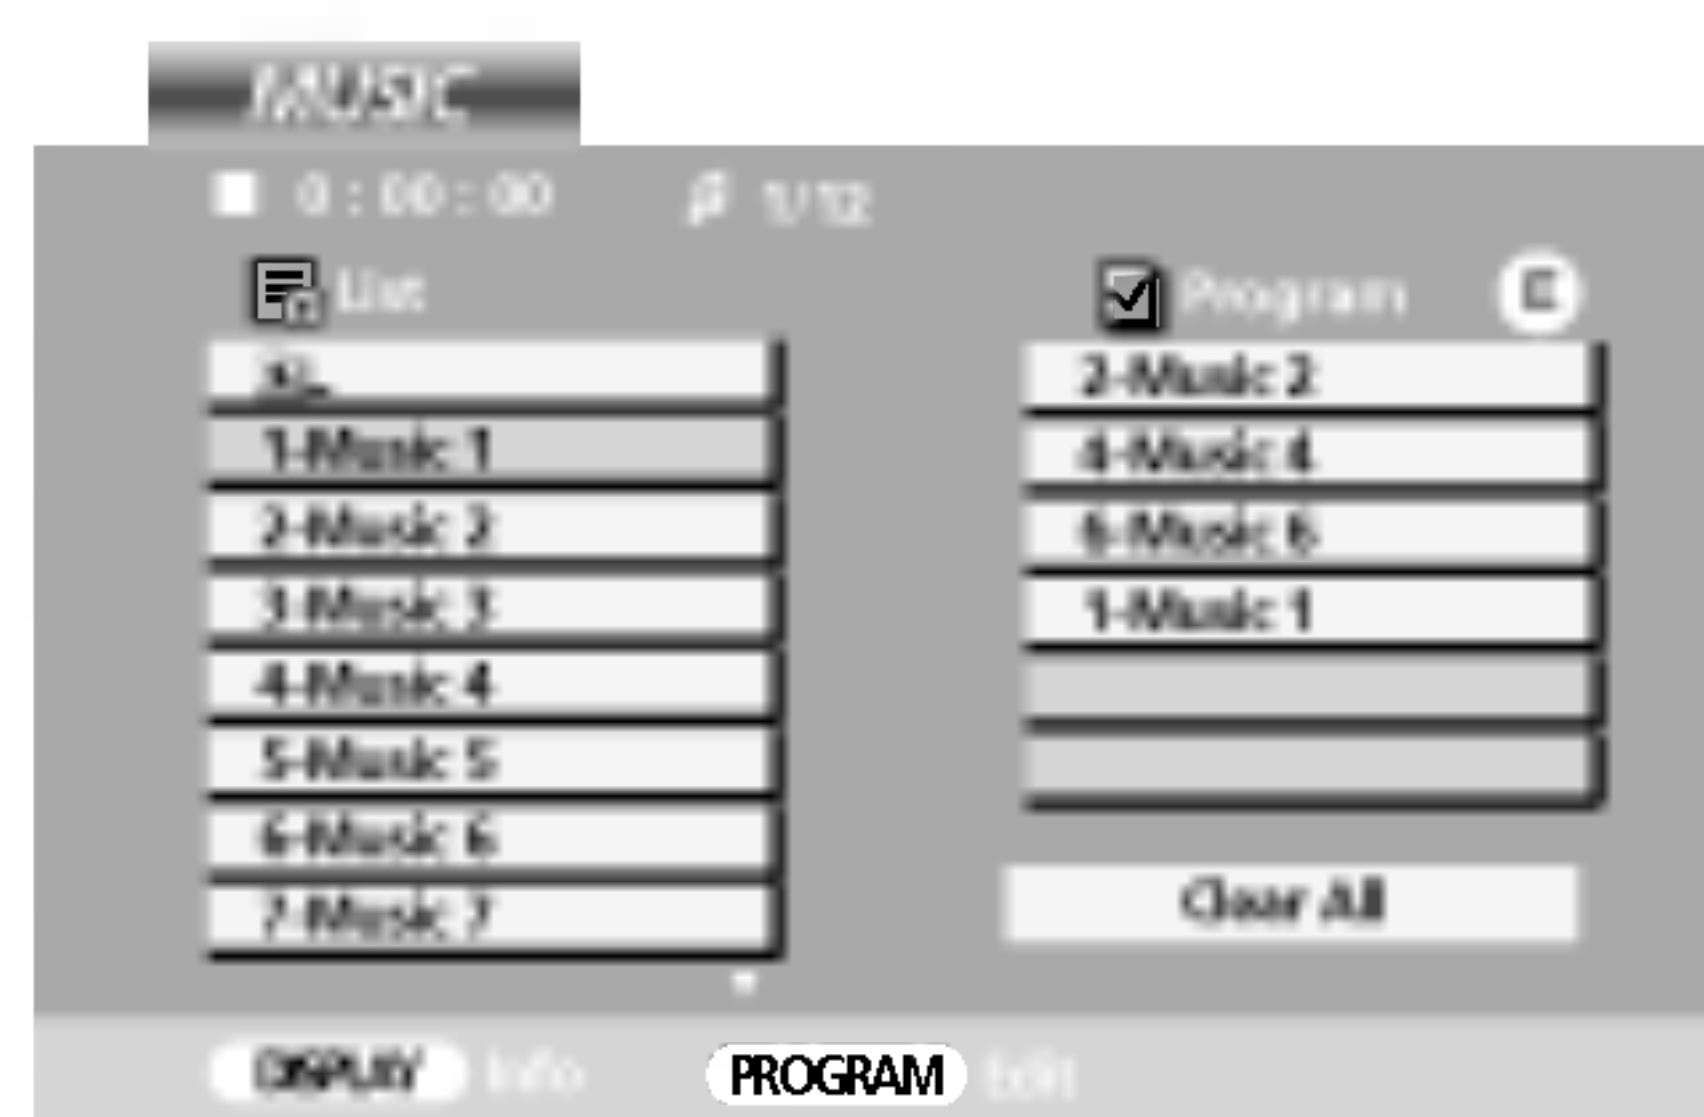 MUSIC
0 : 00 : 00 1/12
List
1-Music 1
2-Music 2
3-Music 3
4-Music 4
5-Music 5
6-Music 6
7-Music 7
Program E
2-Music 2
4-Music 4
6-Music 6
1-Music 1
Clear All
DISPLAY Info PROGRAM Edit